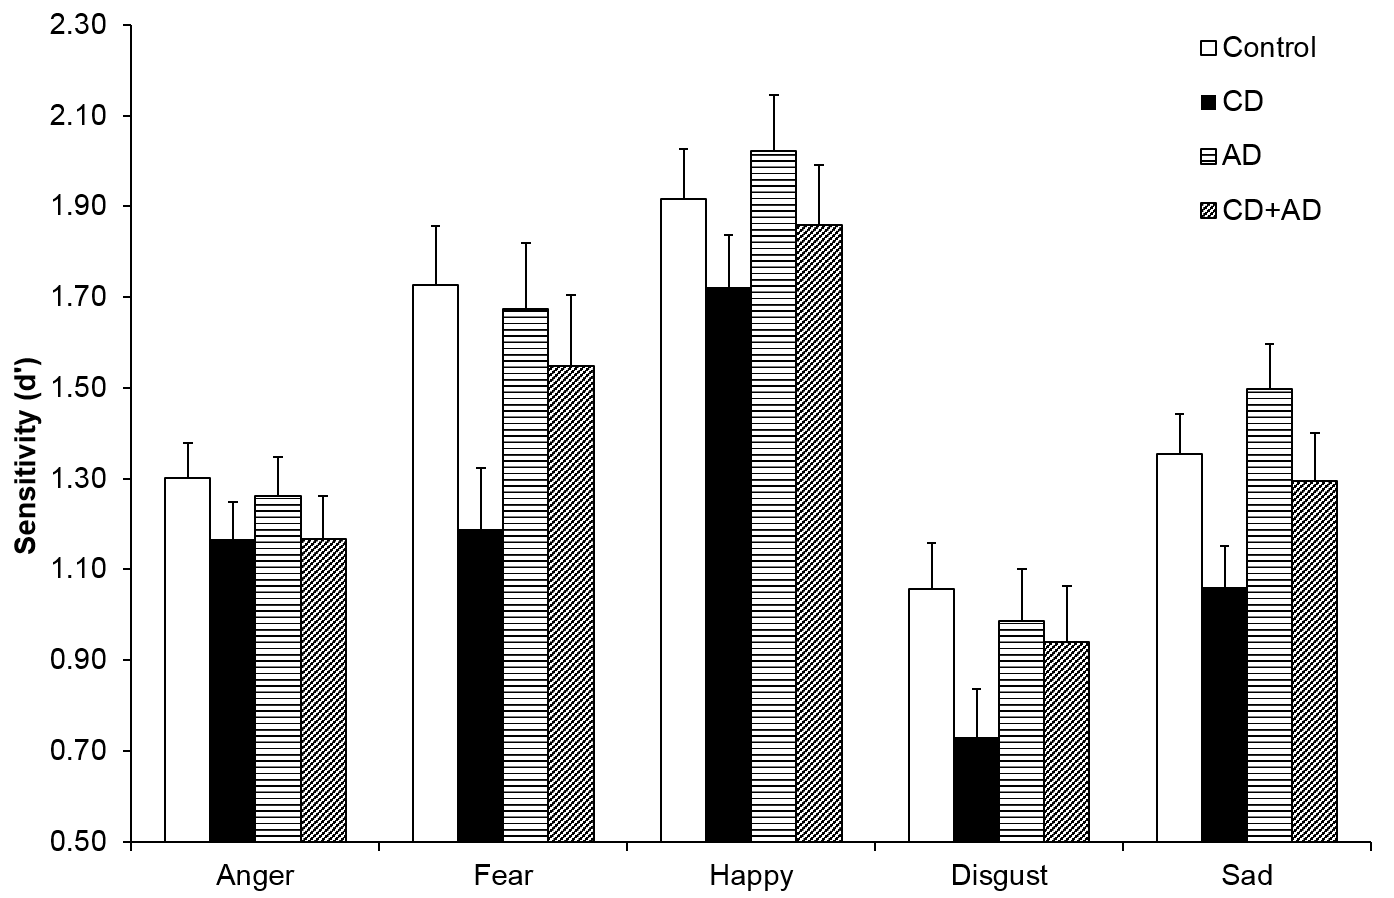 2.30
2.10
1.90
1.70
1.50
1.30
1.10
0.90
0.70
0.50
Sensitivity (d')
Control
CD
AD
CD+AD
Anger Fear Happy Disgust Sad